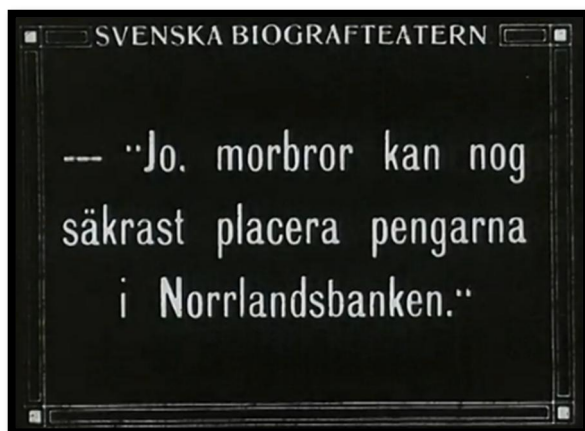 SVENSKA BIOGRAFTEATERN
--- "Jo. morbror kan nog
säkrast placera pengarna
i Norrlandsbanken."